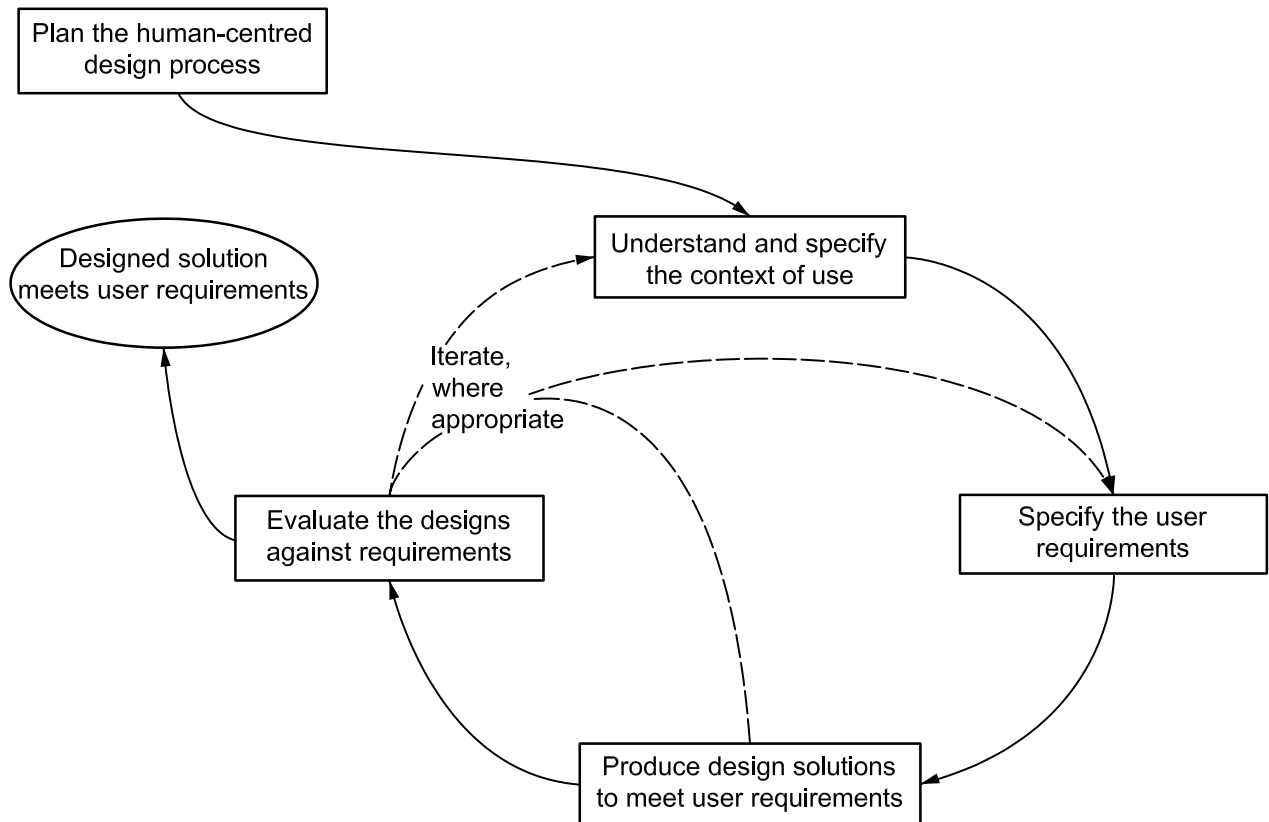 Plan the human-centred
design process
Understand and specify
the context of use
Designed solution
meets user requirements
Iterate,
where
appropriate
Evaluate the designs
against requirements
Specify the user
requirements
Produce design solutions
to meet user requirements